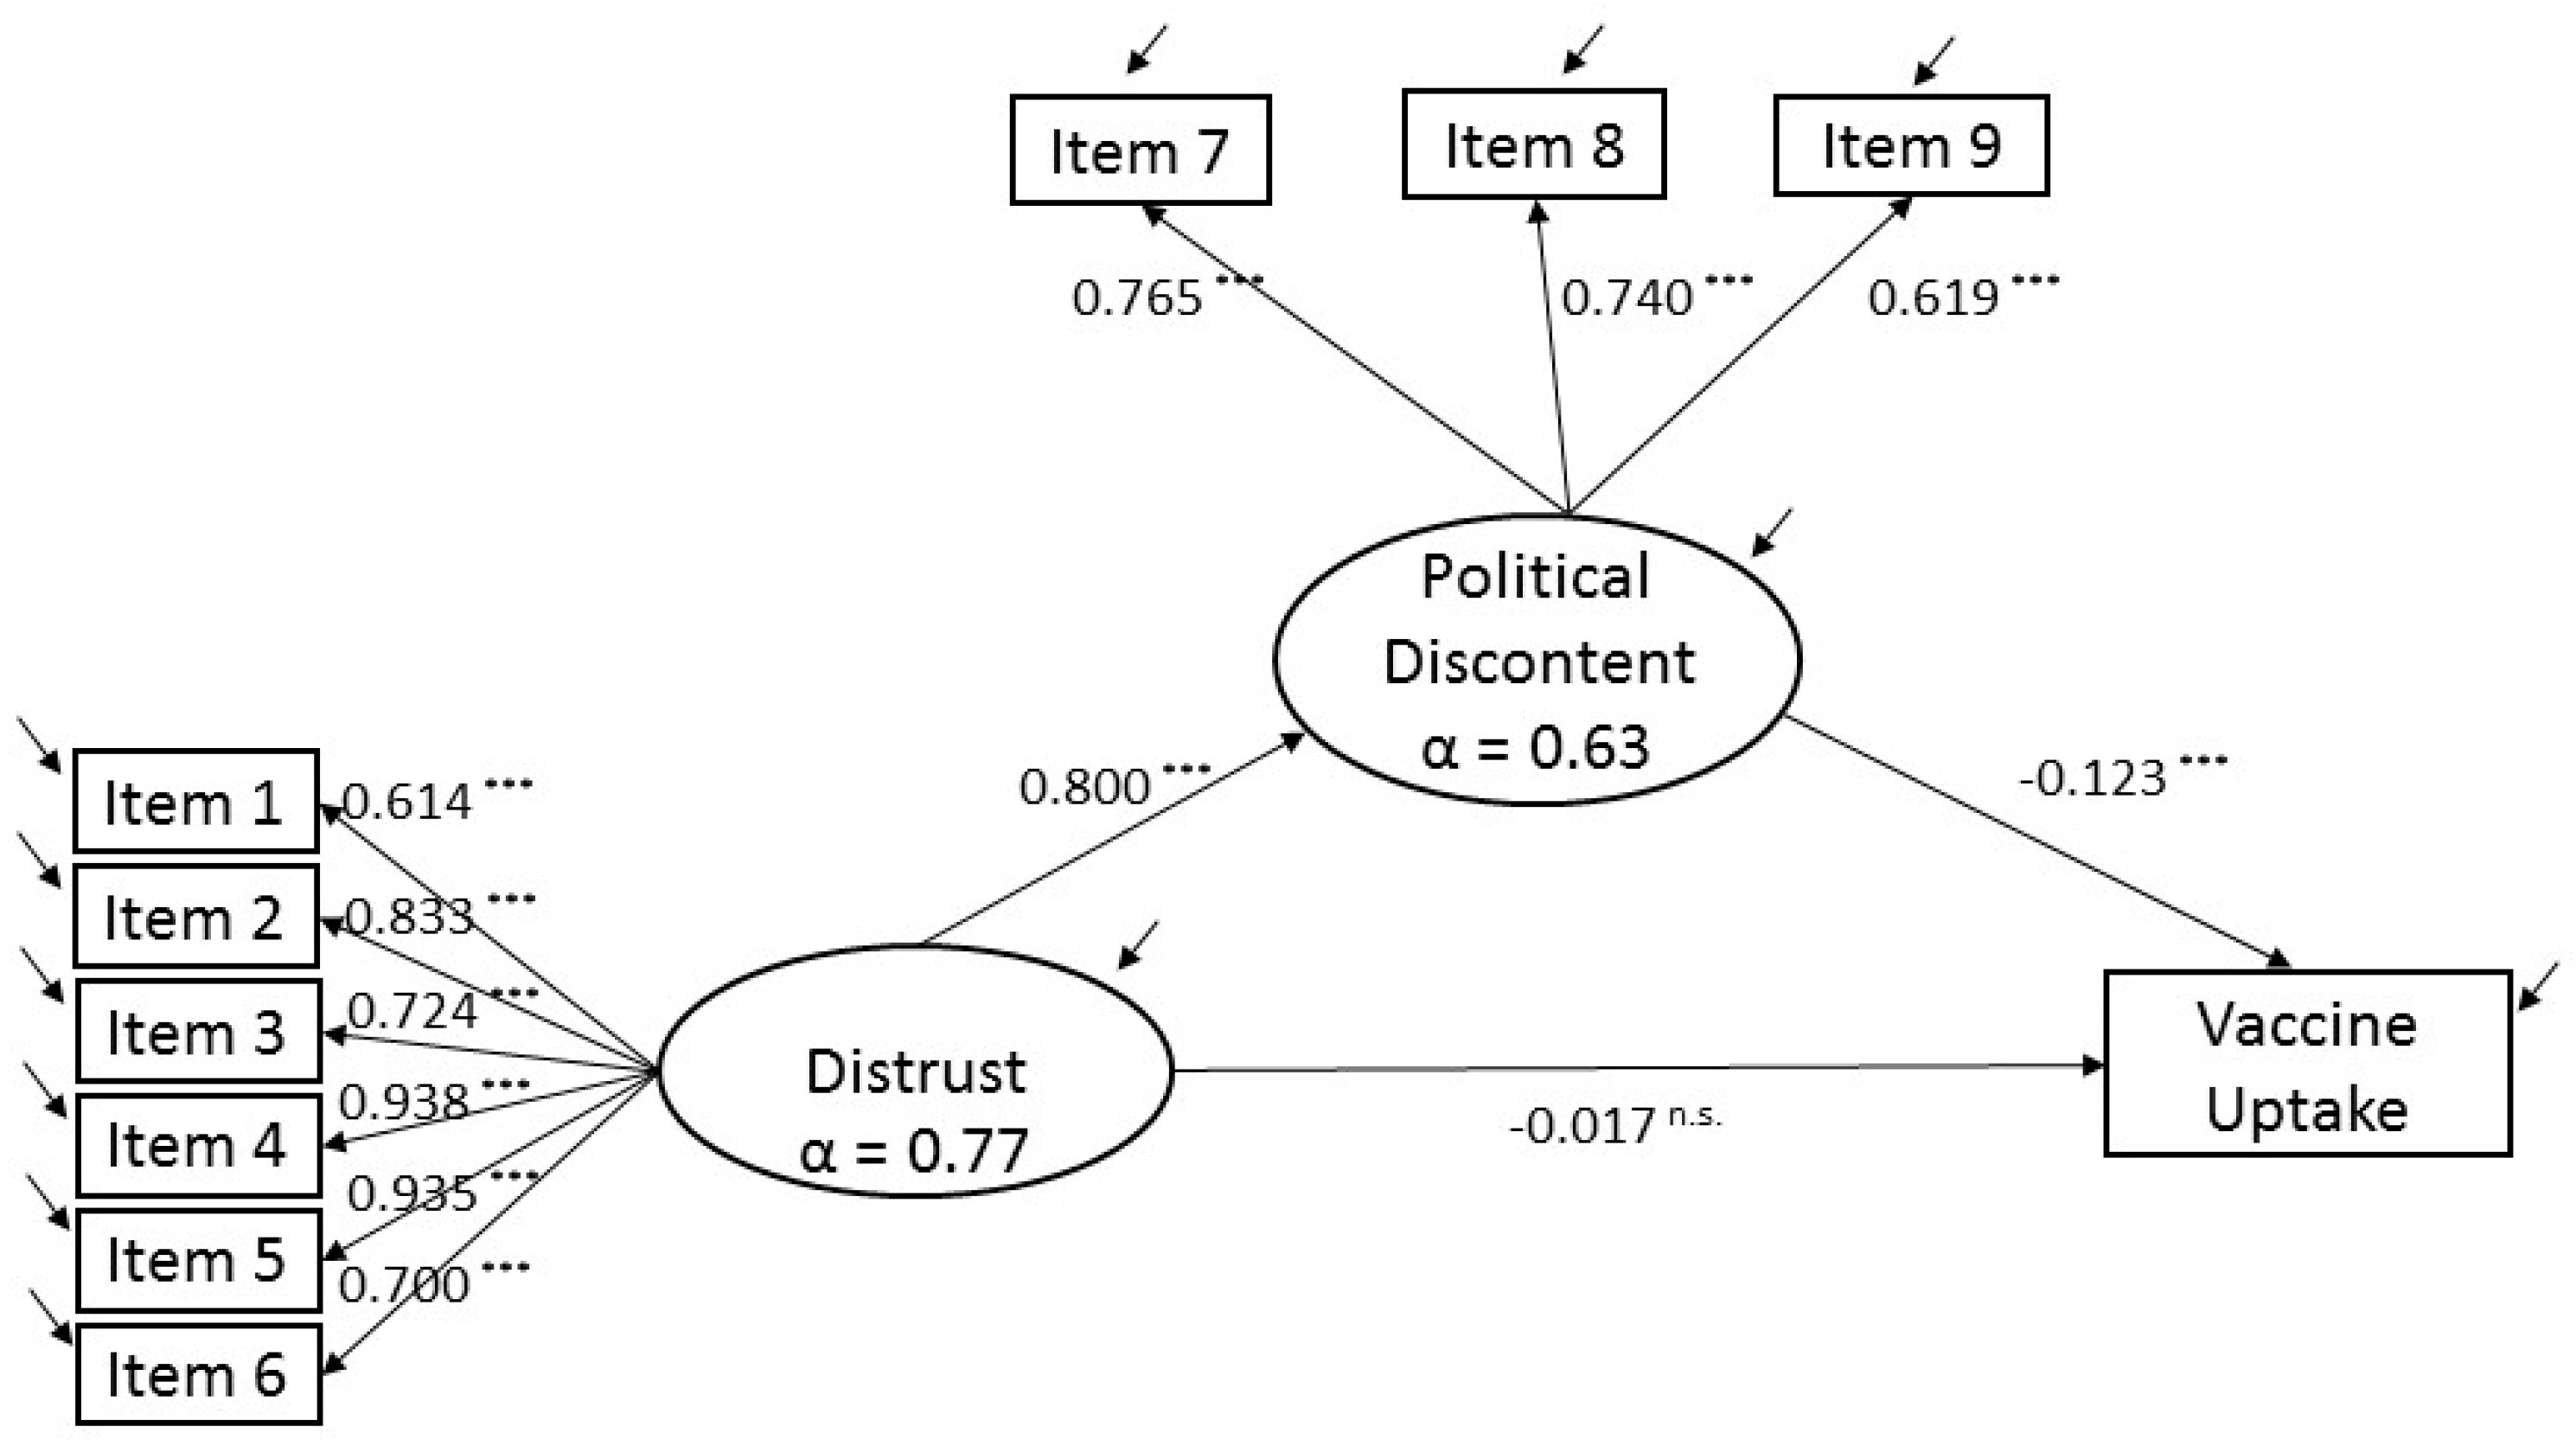 Item 7
Item 8
Item 9
0.765 ***
0.740 ***
0.619 ***
Political
Discontent
α = 0.63
0.800 ***
-0.123 ***
Item 1
0.614 ***
Item 2
0.833 ***
Item 3
0.724 ***
Item 4
0.938 ***
Item 5
0.935 ***
Item 6
0.700 ***
Distrust
α = 0.77
-0.017 n.s.
Vaccine
Uptake